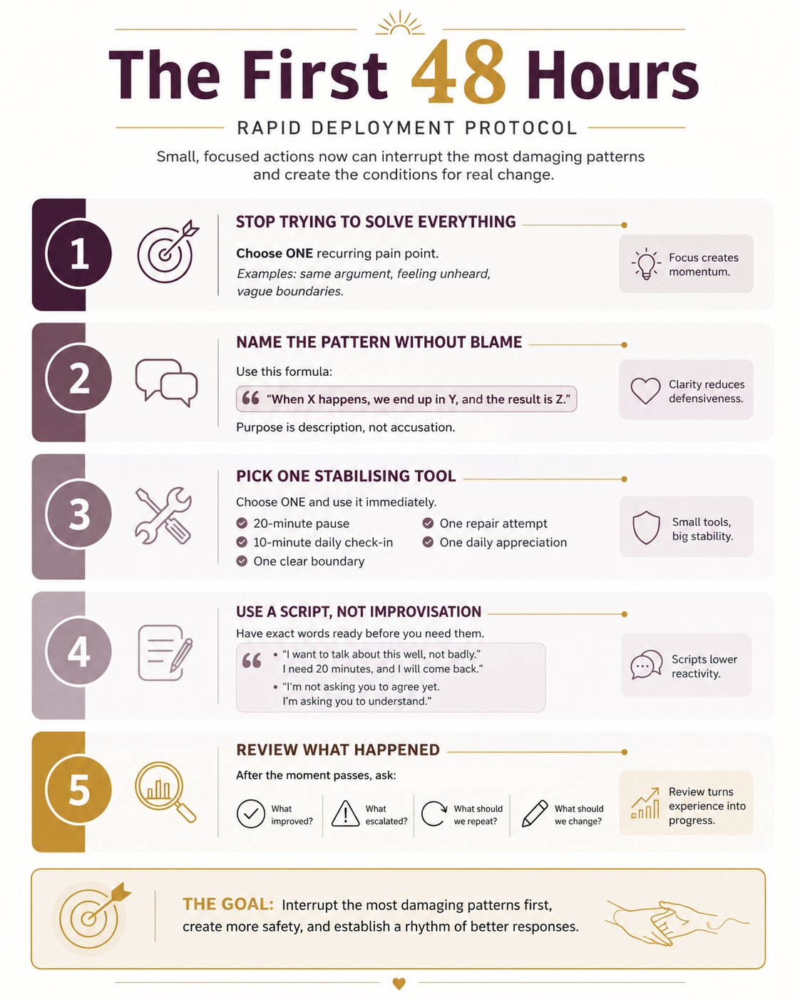 The First 48 Hours
RAPID DEPLOYMENT PROTOCOL
Small, focused actions now can interrupt the most damaging patterns
and create the conditions for real change.
1
STOP TRYING TO SOLVE EVERYTHING
Choose ONE recurring pain point.
Examples: same argument, feeling unheard,
vague boundaries.
Focus creates
momentum.
2
NAME THE PATTERN WITHOUT BLAME
Use this formula:
“When X happens, we end up in Y, and the result is Z.”
Purpose is description, not accusation.
Clarity reduces
defensiveness.
3
PICK ONE STABILISING TOOL
Choose ONE and use it immediately.
20-minute pause
10-minute daily check-in
One clear boundary
One repair attempt
One daily appreciation
Small tools,
big stability.
4
USE A SCRIPT, NOT IMPROVISATION
Have exact words ready before you need them.
• “I want to talk about this well, not badly.”
I need 20 minutes, and I will come back.”
• “I’m not asking you to agree yet.
I’m asking you to understand.”
Scripts lower
reactivity.
5
REVIEW WHAT HAPPENED
After the moment passes, ask:
What
improved?
What
escalated?
What should
we repeat?
What should
we change?
Review turns
experience into
progress.
THE GOAL: Interrupt the most damaging patterns first,
create more safety, and establish a rhythm of better responses.